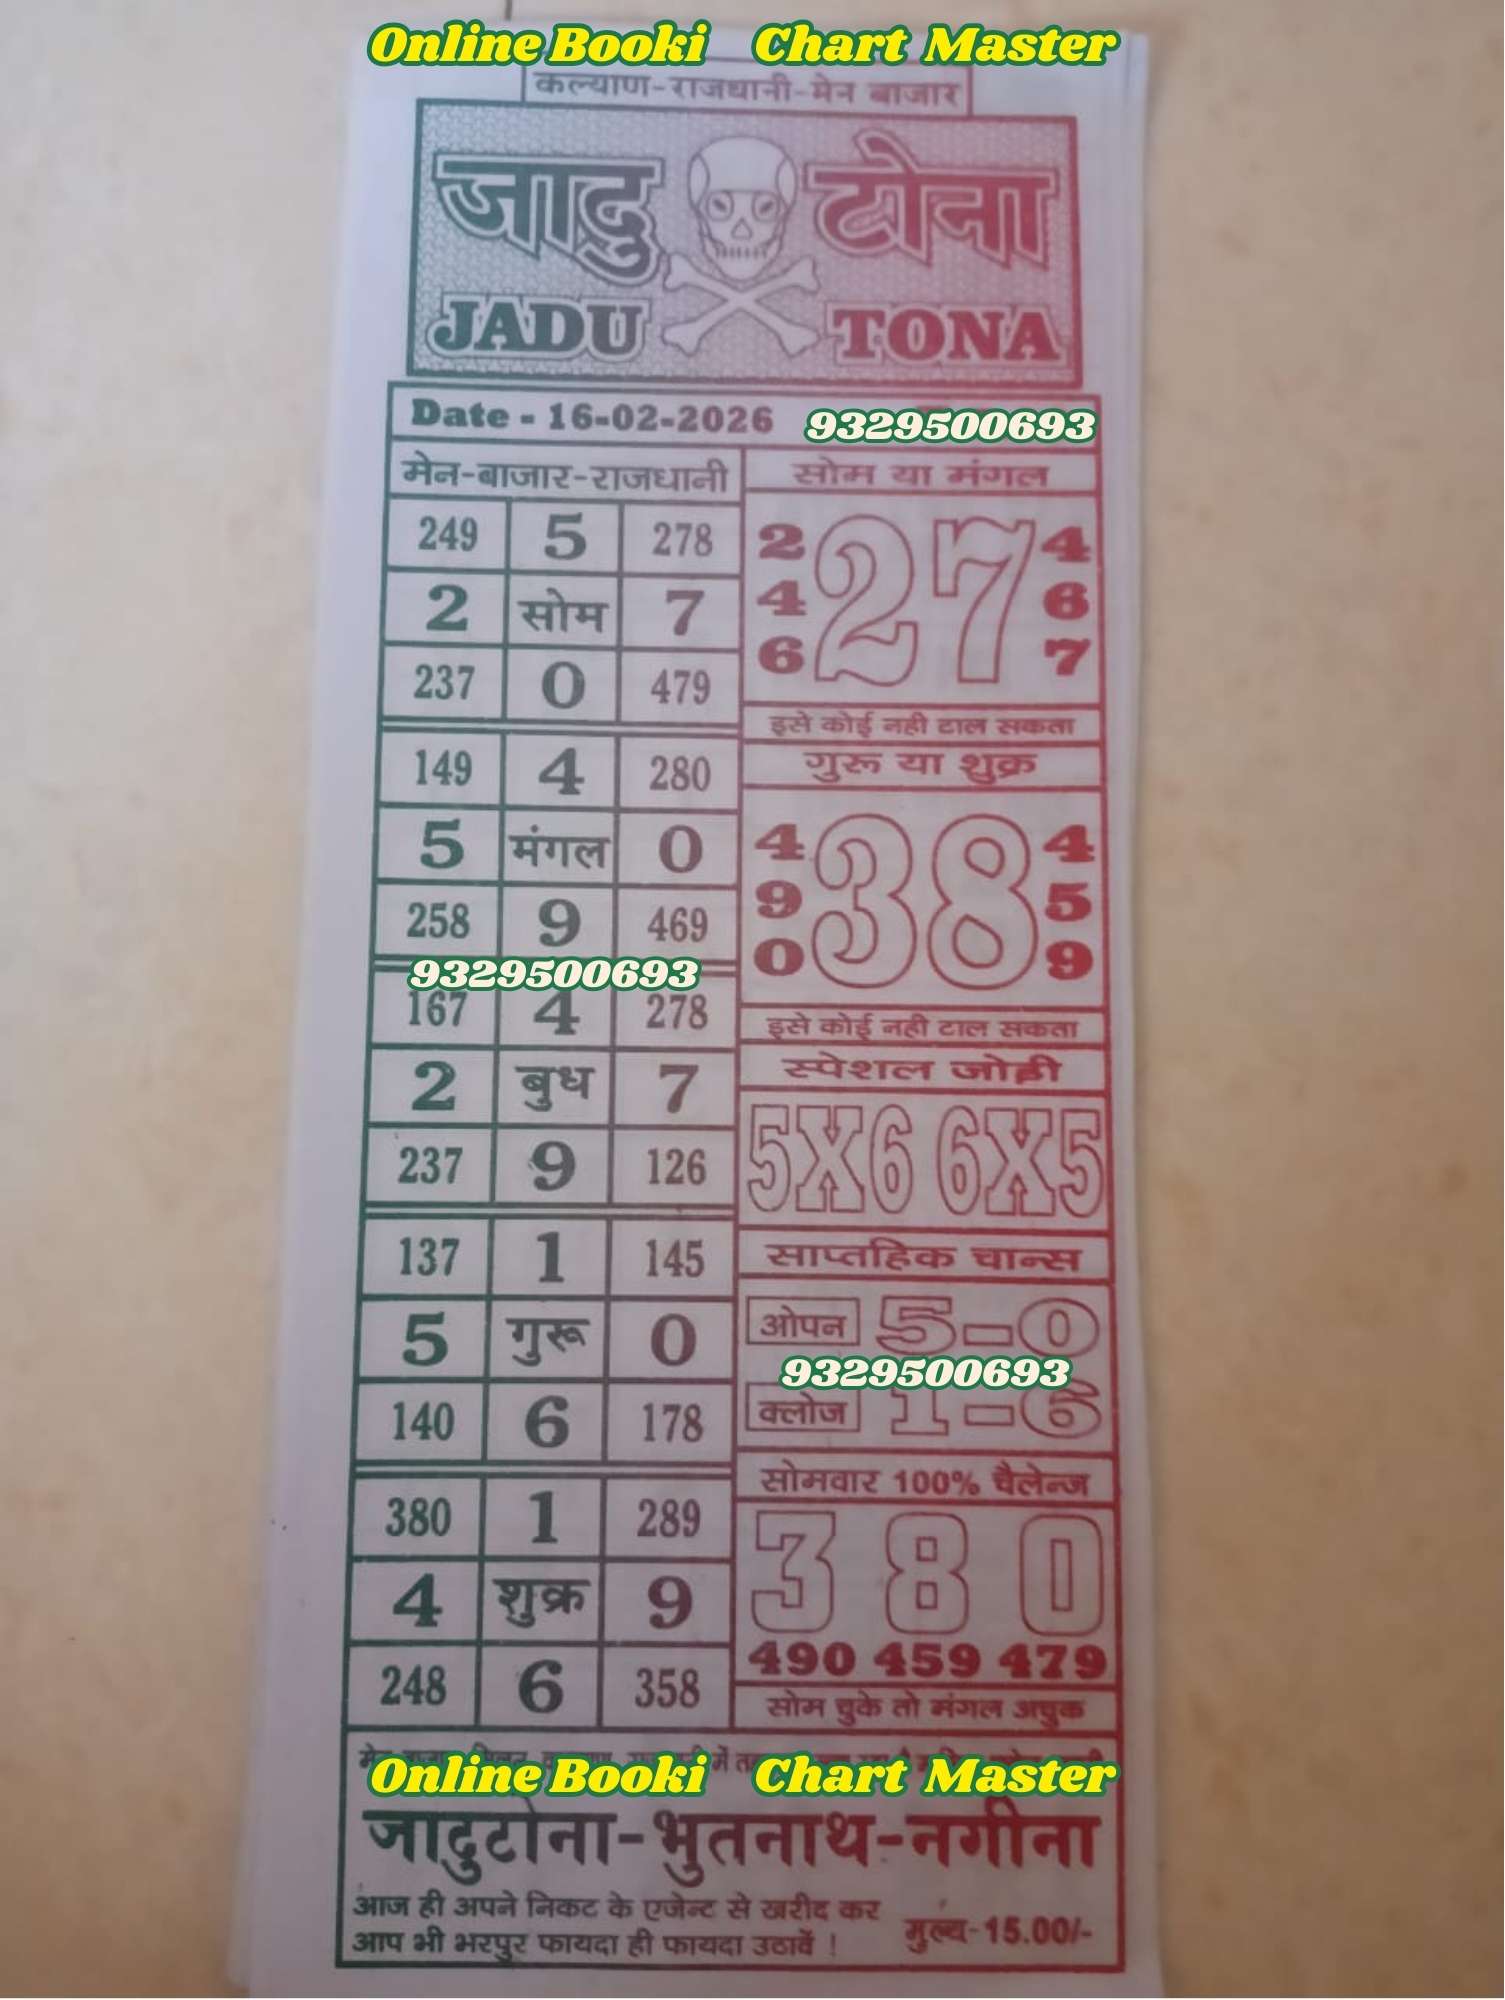 Online Booki Chart Master
कल्याण-राजधानी-मेन बाजार
जादु टोना
JADU TONA
Date - 16-02-2026 9329500693
मेन-बाजार-राजधानी
249 5 278
2 सोम 7
237 0 479
149 4 280
5 मंगल 0
258 9 469
9329500693
167 4 278
2 बुध 7
237 9 126
137 1 145
5 गुरू 0
140 6 178
380 1 289
4 शुक्र 9
248 6 358
सोम या मंगल
2 27 4
4 6
6 7
इसे कोई नही टाल सकता
गुरू या शुक्र
4 38 4
9 5
0 9
इसे कोई नही टाल सकता
स्पेशल जोडी
5X6 6X5
साप्तहिक चान्स
ओपन 5-0
9329500693
क्लोज 1-6
सोमवार 100% चैलेन्ज
3 8 0
490 459 479
सोम चुके तो मंगल अचुक
Online Booki Chart Master
जादुटोना-भुतनाथ-नगीना
आज ही अपने निकट के एजेन्ट से खरीद कर
आप भी भरपुर फायदा ही फायदा उठावें !
मुल्य-15.00/-